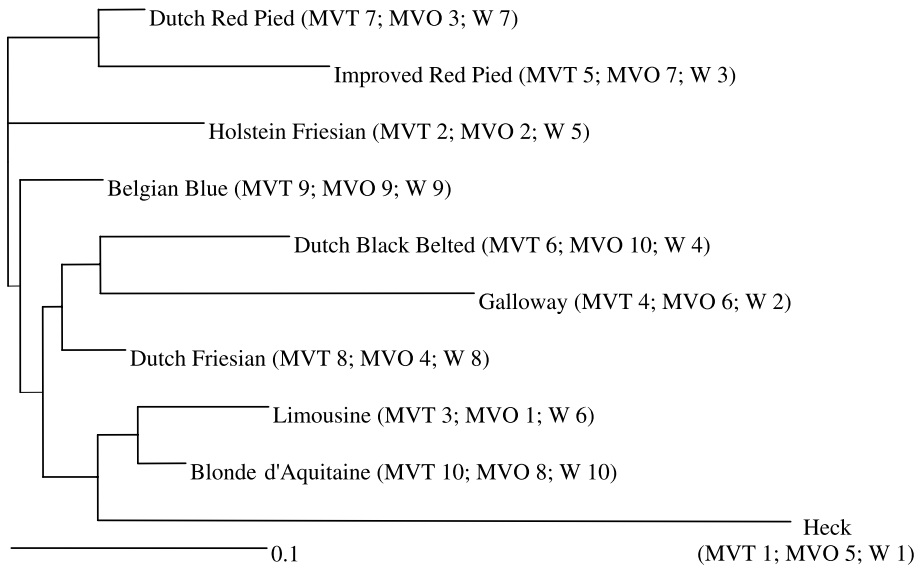 Dutch Red Pied (MVT 7; MVO 3; W 7)
Improved Red Pied (MVT 5; MVO 7; W 3)
Holstein Friesian (MVT 2; MVO 2; W 5)
Belgian Blue (MVT 9; MVO 9; W 9)
Dutch Black Belted (MVT 6; MVO 10; W 4)
Galloway (MVT 4; MVO 6; W 2)
Dutch Friesian (MVT 8; MVO 4; W 8)
Limousine (MVT 3; MVO 1; W 6)
Blonde d'Aquitaine (MVT 10; MVO 8; W 10)
Heck
(MVT 1; MVO 5; W 1)
0.1